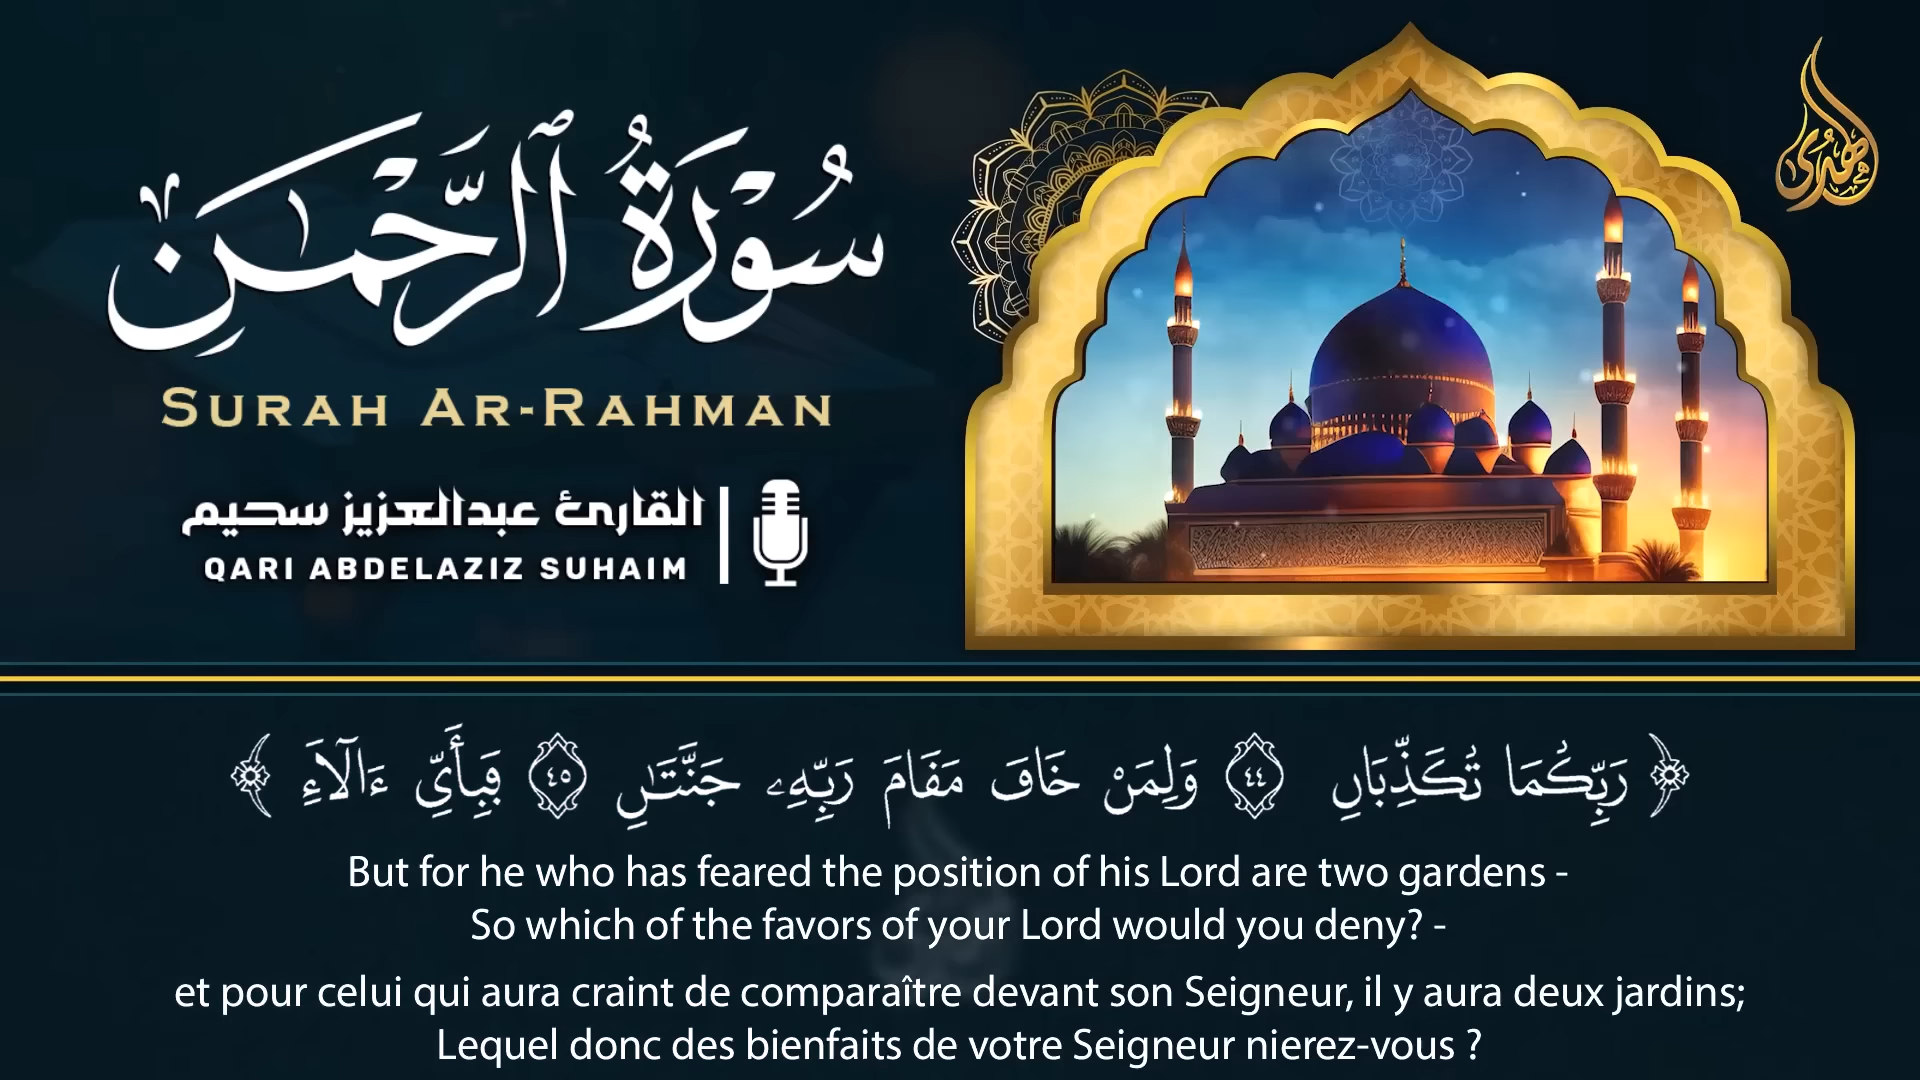 سُورَةُ ٱلرَّحْمَٰنِ
SURAH AR-RAHMAN
القارئ عبدالعزيز سحيم
QARI ABDELAZIZ SUHAIM
الهدى
﴿ رَبِّكُمَا تُكَذِّبَانِ ٤٤ وَلِمَنْ خَافَ مَقَامَ رَبِّهِۦ جَنَّتَٰنِ ٤٥ فَبِأَىِّ ءَالَآءِ ﴾
But for he who has feared the position of his Lord are two gardens -
So which of the favors of your Lord would you deny? -
et pour celui qui aura craint de comparaître devant son Seigneur, il y aura deux jardins;
Lequel donc des bienfaits de votre Seigneur nierez-vous ?